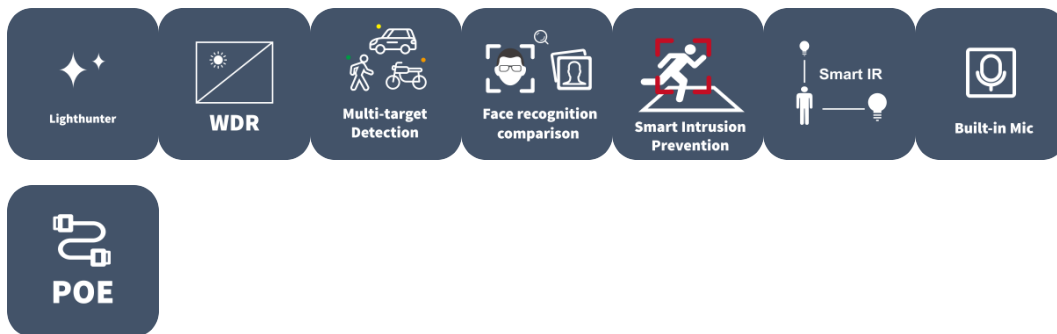 Lighthunter
WDR
Multi-target
Detection
Face recognition
comparison
Smart Intrusion
Prevention
Smart IR
Built-in Mic
POE